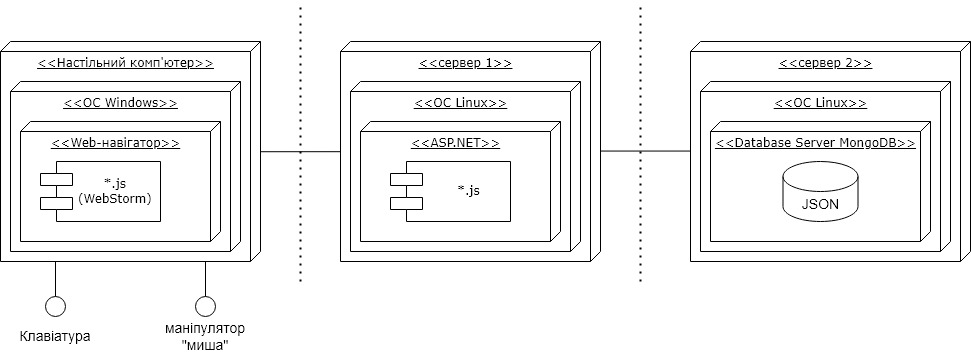 <<Настільний комп'ютер>>
<<ОС Windows>>
<<Web-навігатор>>
*.js
(WebStorm)
Клавіатура
маніпулятор
"миша"
<<сервер 1>>
<<ОС Linux>>
<<ASP.NET>>
*.js
<<сервер 2>>
<<ОС Linux>>
<<Database Server MongoDB>>
JSON